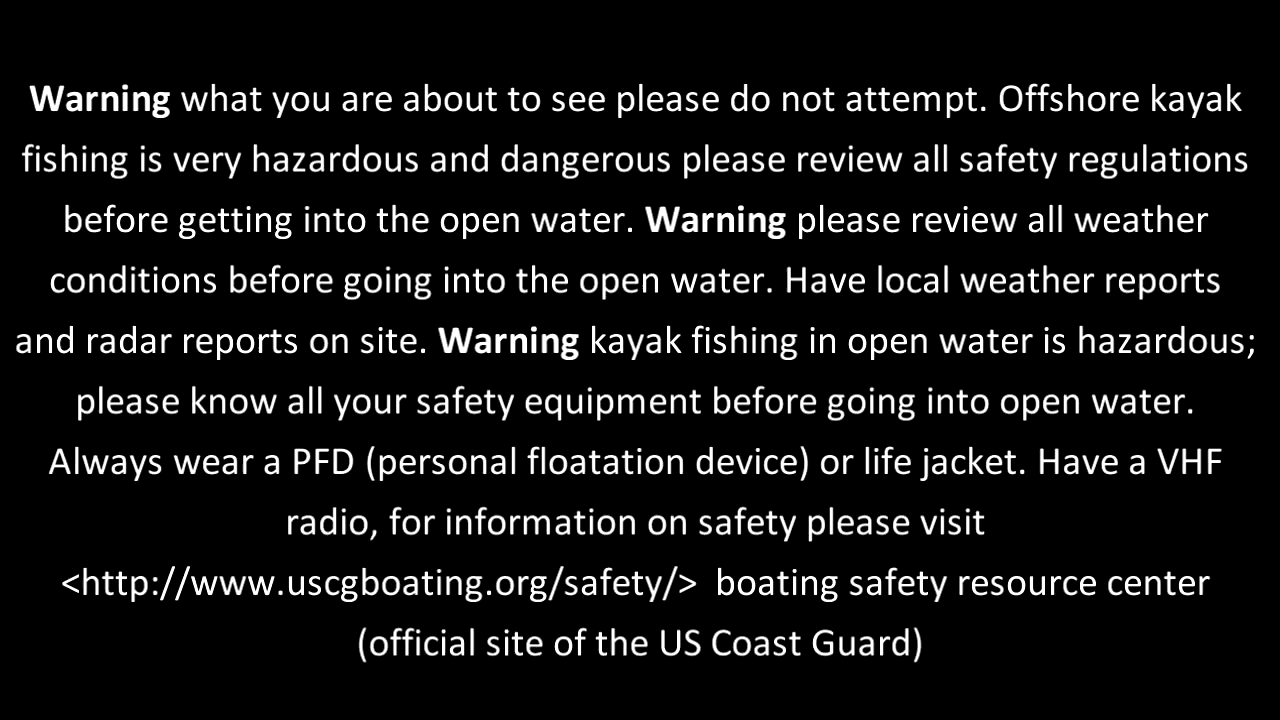 Warning what you are about to see please do not attempt. Offshore kayak
fishing is very hazardous and dangerous please review all safety regulations
before getting into the open water. Warning please review all weather
conditions before going into the open water. Have local weather reports
and radar reports on site. Warning kayak fishing in open water is hazardous;
please know all your safety equipment before going into open water.
Always wear a PFD (personal floatation device) or life jacket. Have a VHF
radio, for information on safety please visit
<http://www.uscgboating.org/safety/>  boating safety resource center
(official site of the US Coast Guard)